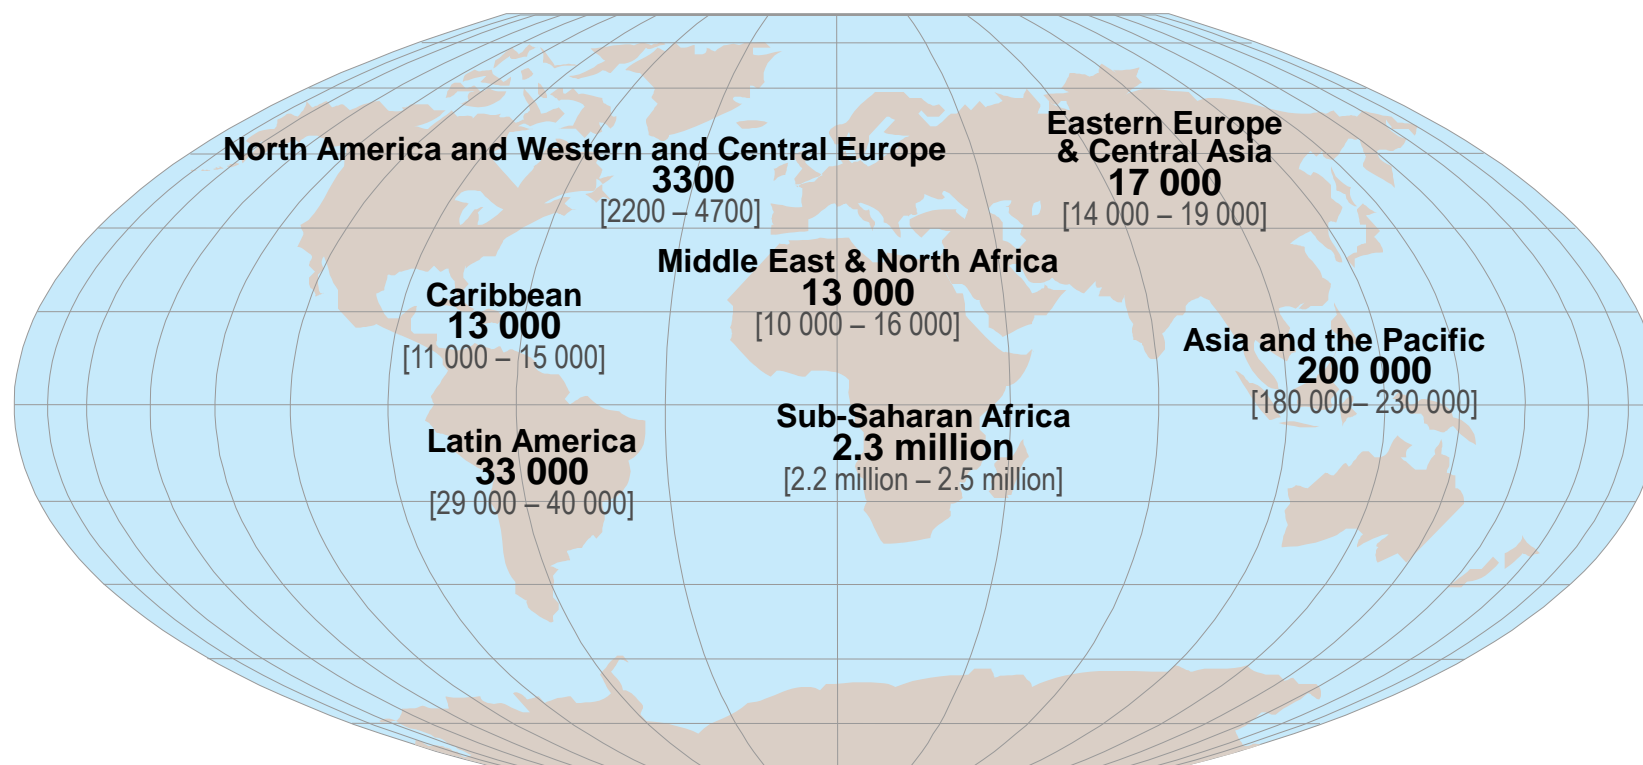 North America and Western and Central Europe
3300
[2200 – 4700]
Eastern Europe
& Central Asia
17 000
[14 000 – 19 000]
Middle East & North Africa
13 000
[10 000 – 16 000]
Caribbean
13 000
[11 000 – 15 000]
Asia and the Pacific
200 000
[180 000– 230 000]
Sub-Saharan Africa
2.3 million
[2.2 million – 2.5 million]
Latin America
33 000
[29 000 – 40 000]